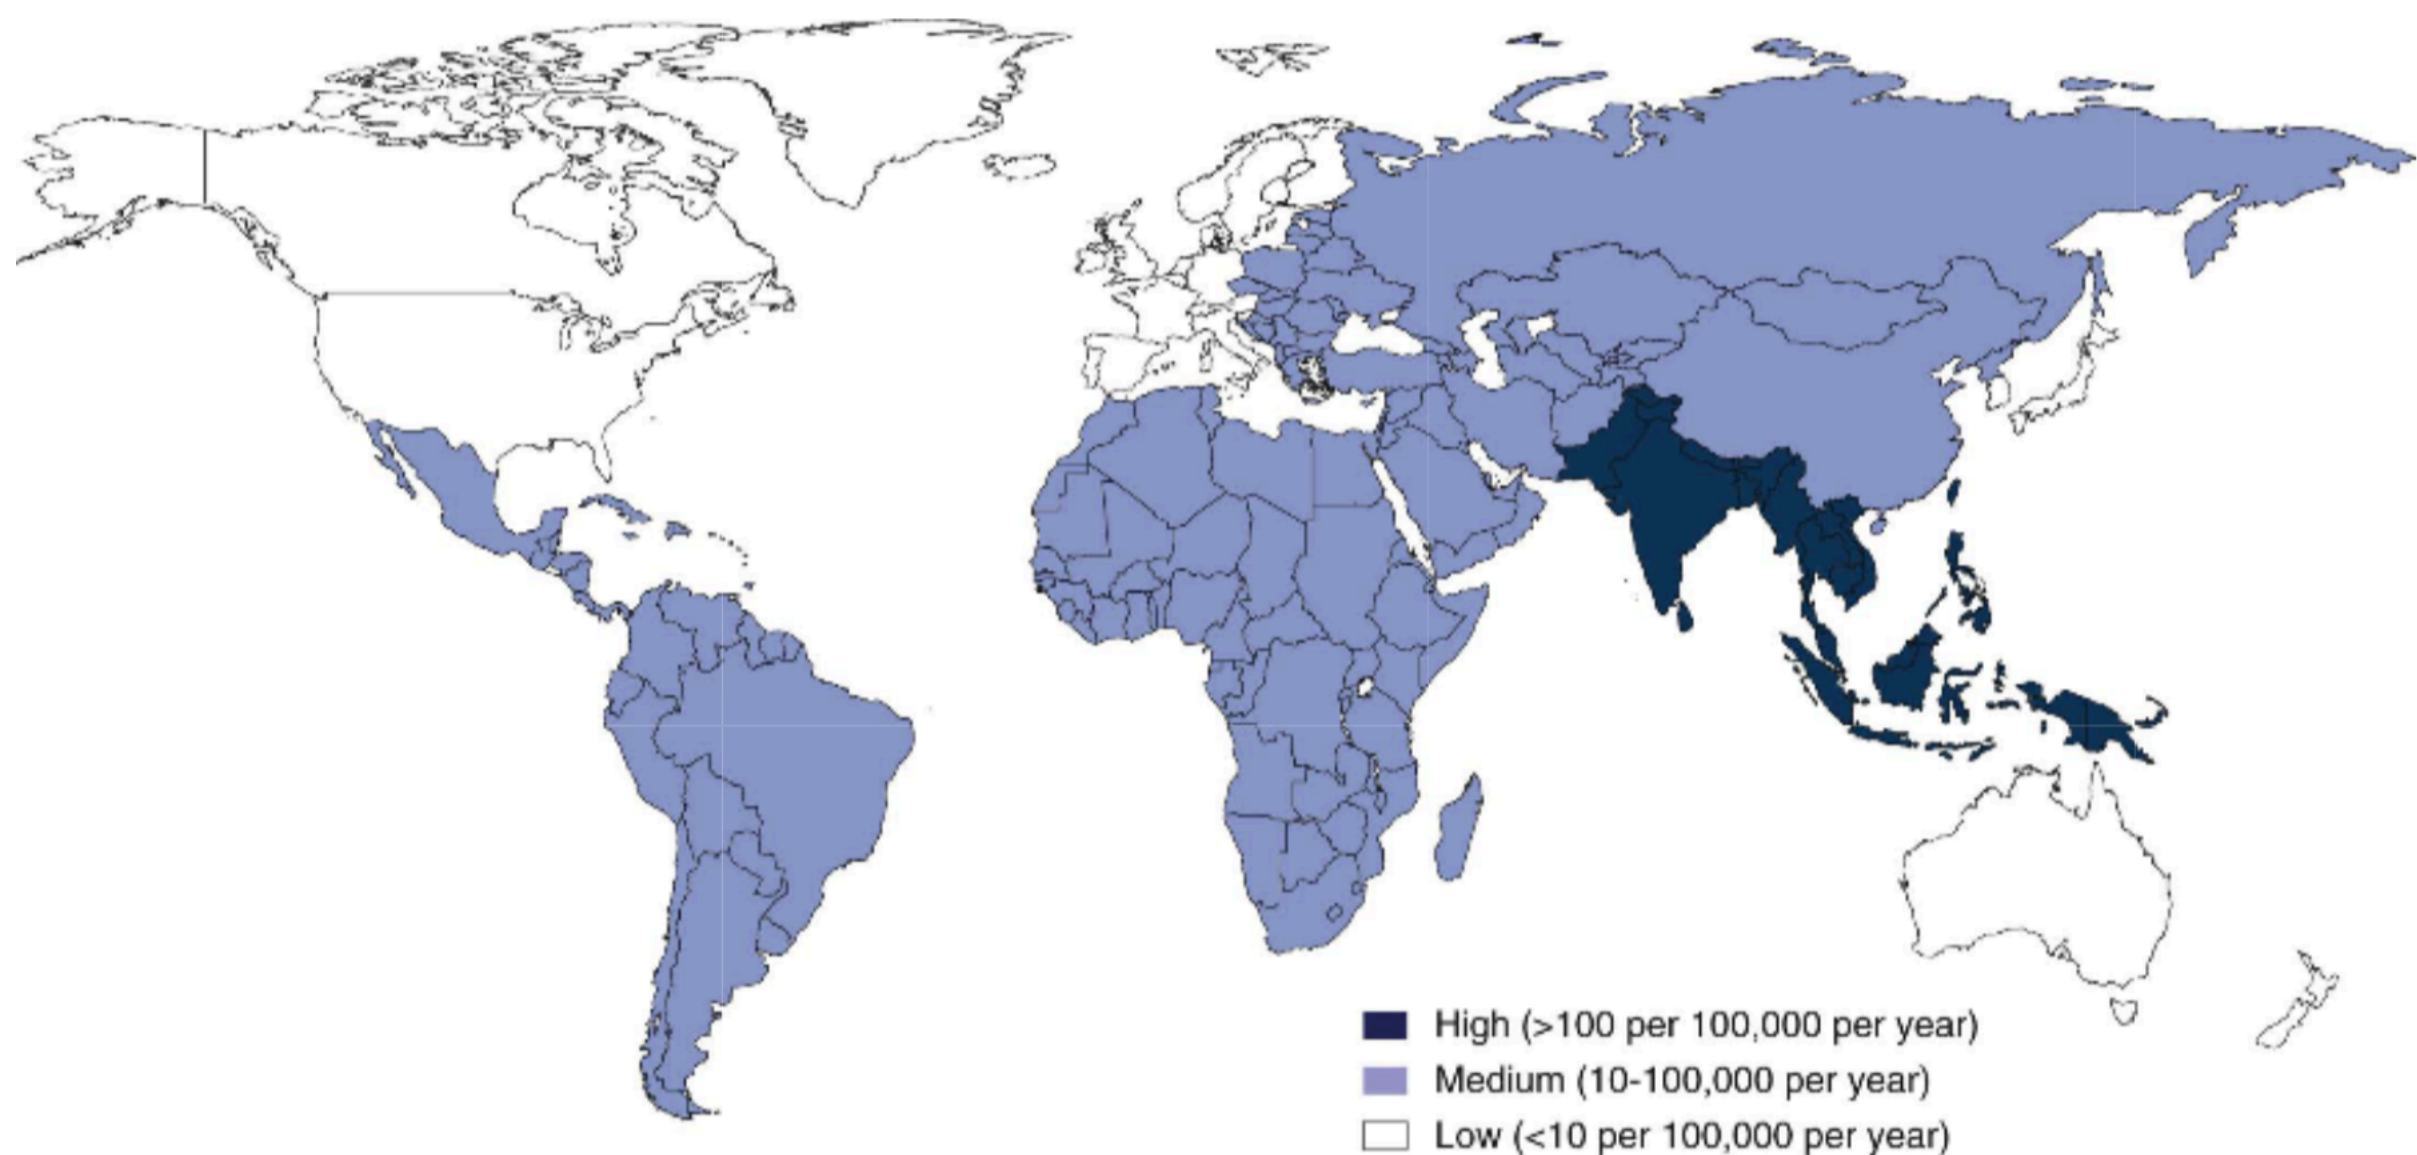 High (>100 per 100,000 per year)
Medium (10-100,000 per year)
Low (<10 per 100,000 per year)